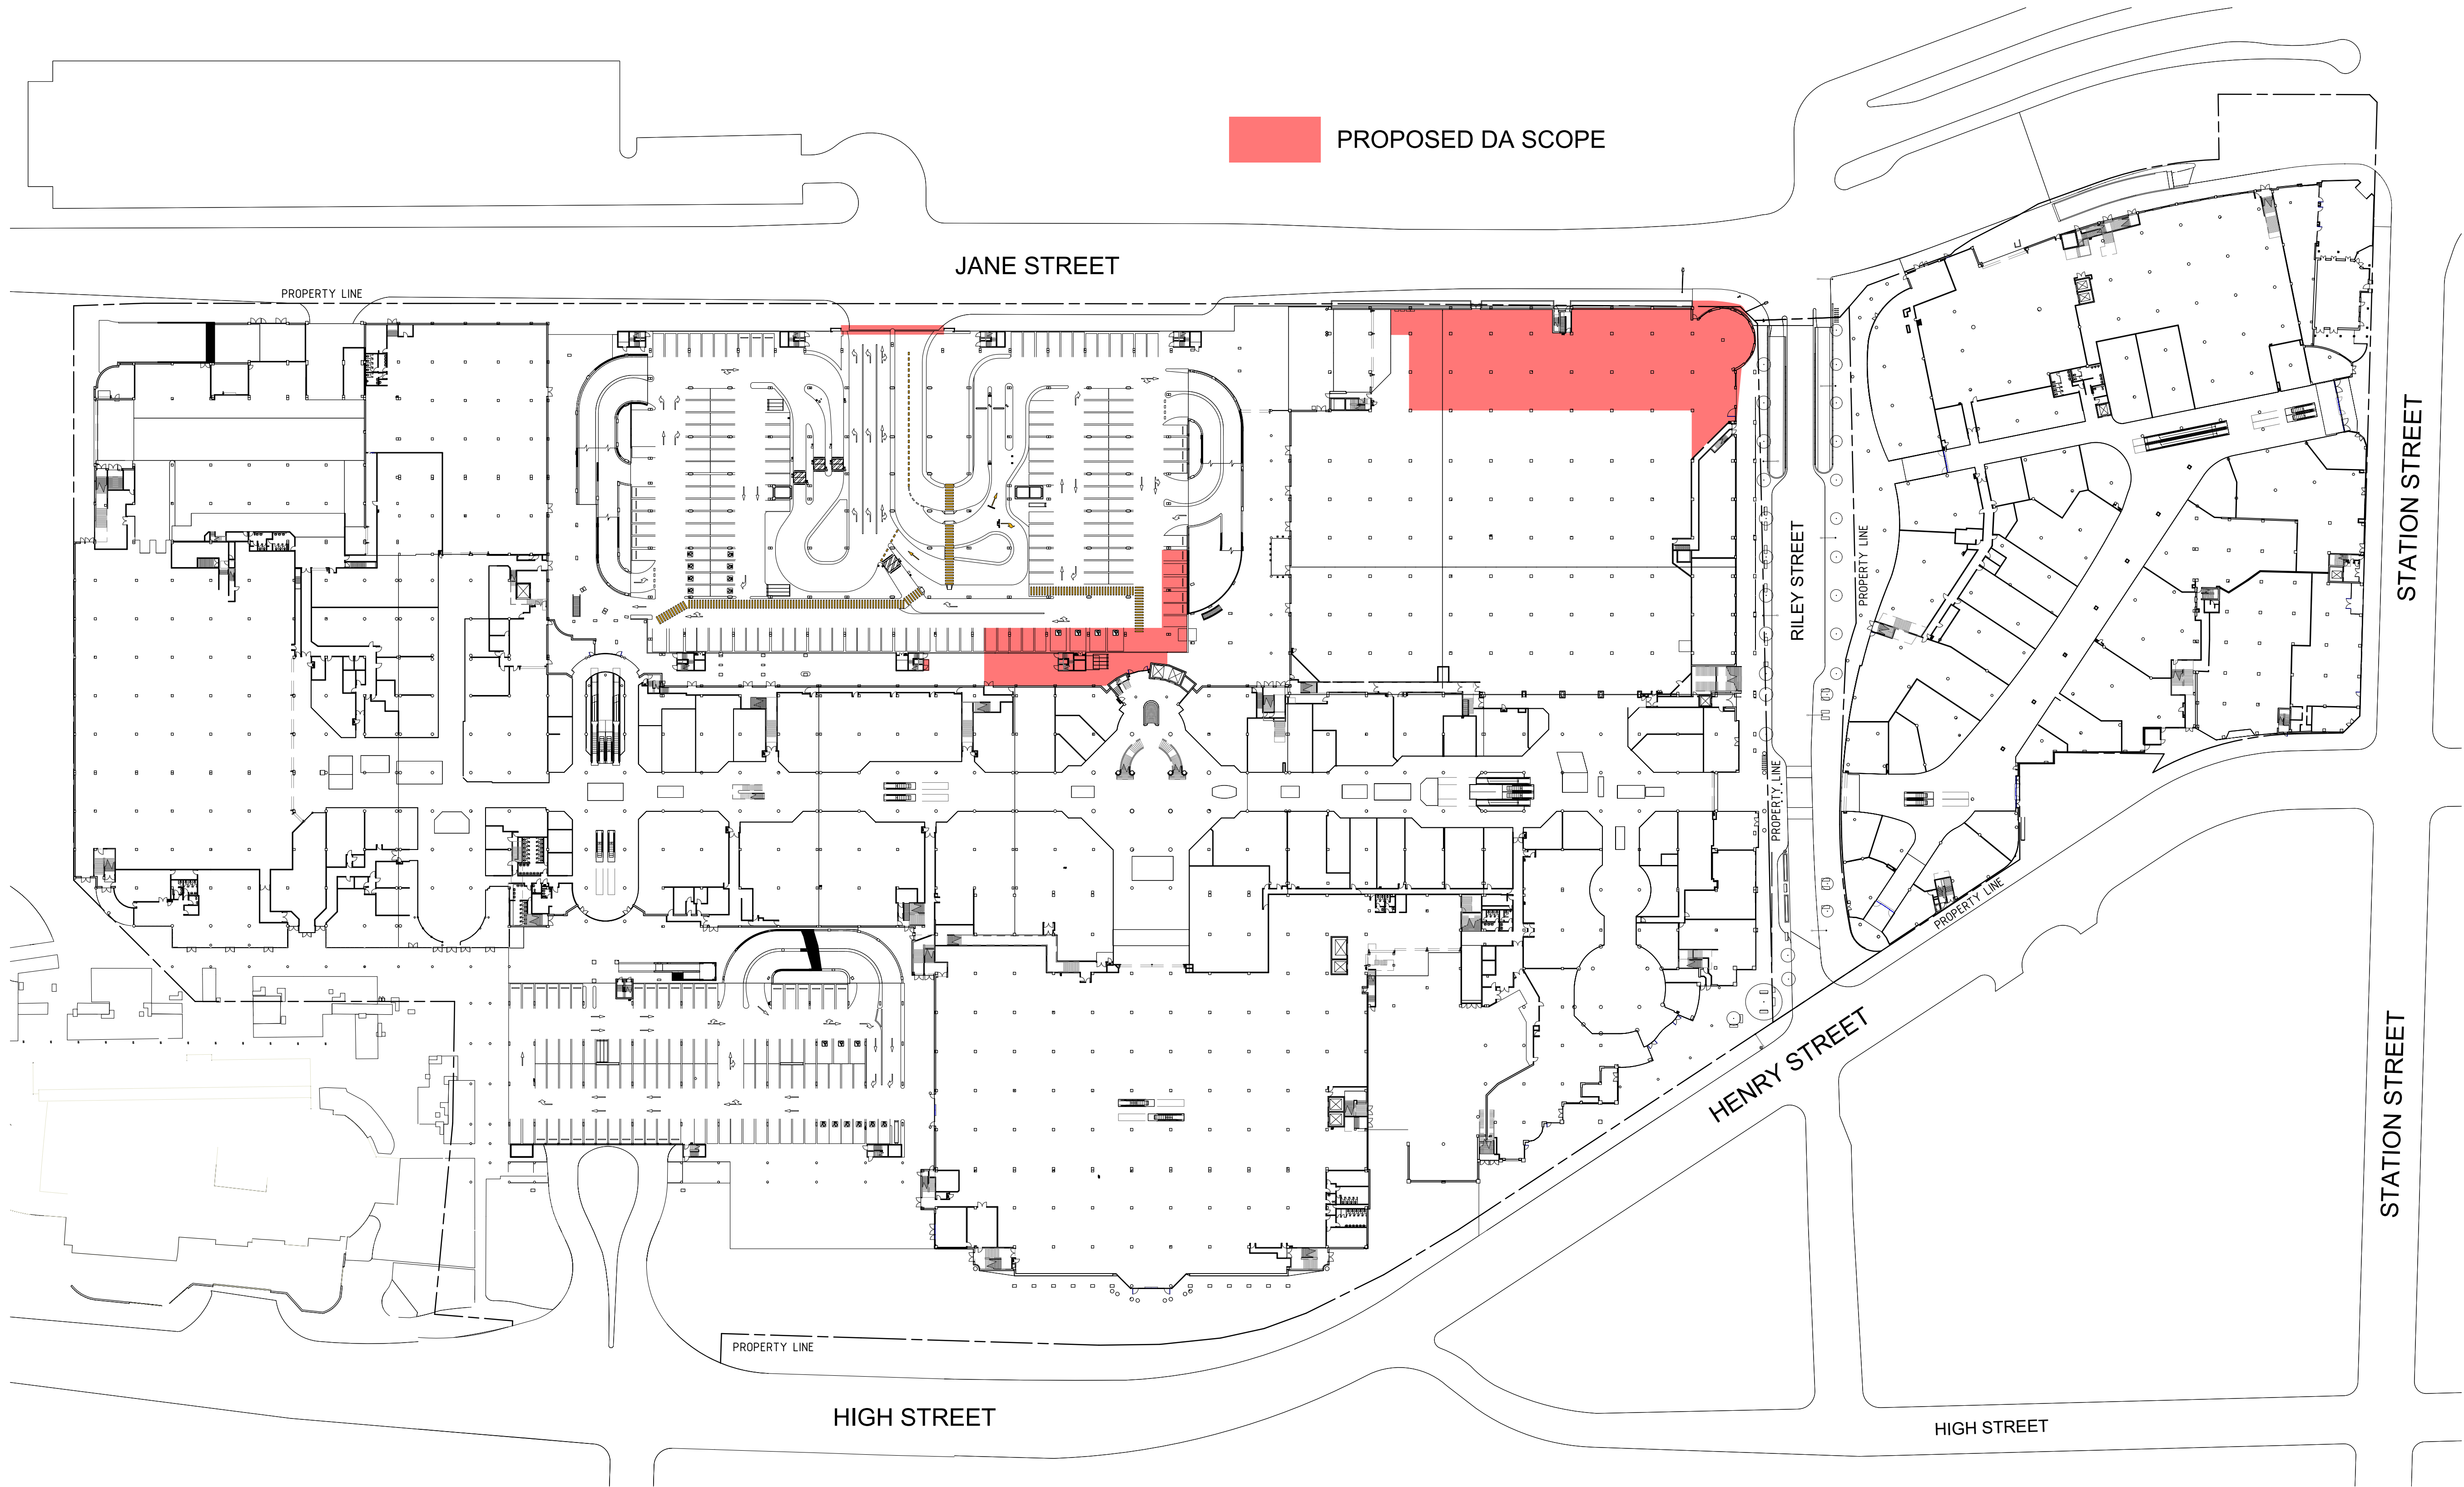 PROPOSED DA SCOPE
JANE STREET
PROPERTY LINE
STATION STREET
RILEY STREET
PROPERTY LINE
PROPERTY LINE
PROPERTY LINE
HENRY STREET
STATION STREET
PROPERTY LINE
HIGH STREET
HIGH STREET